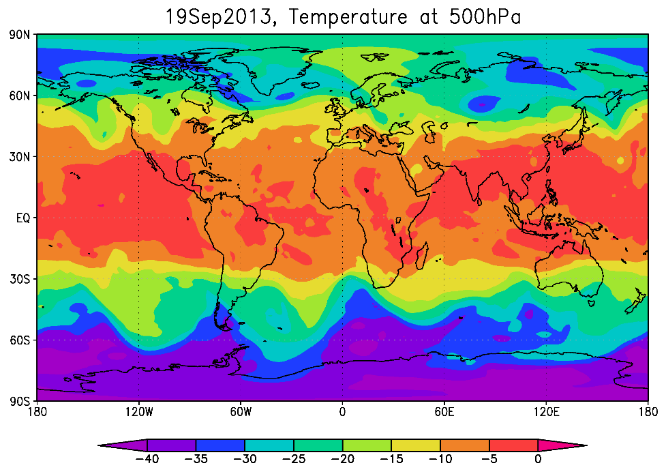 19Sep2013, Temperature at 500hPa
90N
60N
30N
EQ
30S
60S
90S
180 120W 60W 0 60E 120E 180
−40 −35 −30 −25 −20 −15 −10 −5 0